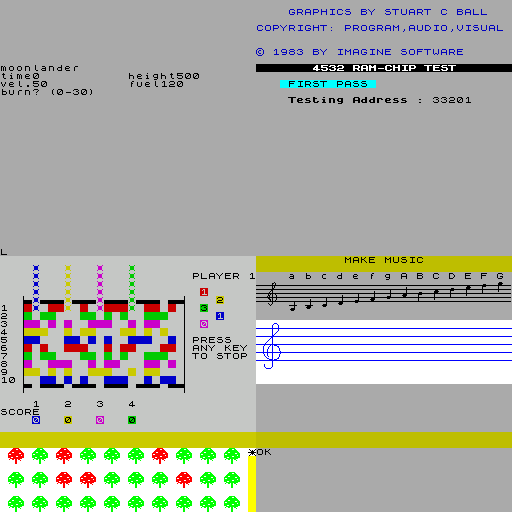 GRAPHICS BY STUART C BALL
COPYRIGHT: PROGRAM,AUDIO,VISUAL
© 1983 BY IMAGINE SOFTWARE
moonlander
time0 height500
vel.50 fuel120
burn? (0-30)
L
4532 RAM-CHIP TEST
FIRST PASS
Testing Address : 33201
PLAYER 1
1
2
3
1
0
PRESS
ANY KEY
TO STOP
1
2
3
4
5
6
7
8
9
10
1 2 3 4
SCORE
0 0 0 0
MAKE MUSIC
a b c d e f g A B C D E F G
*OK